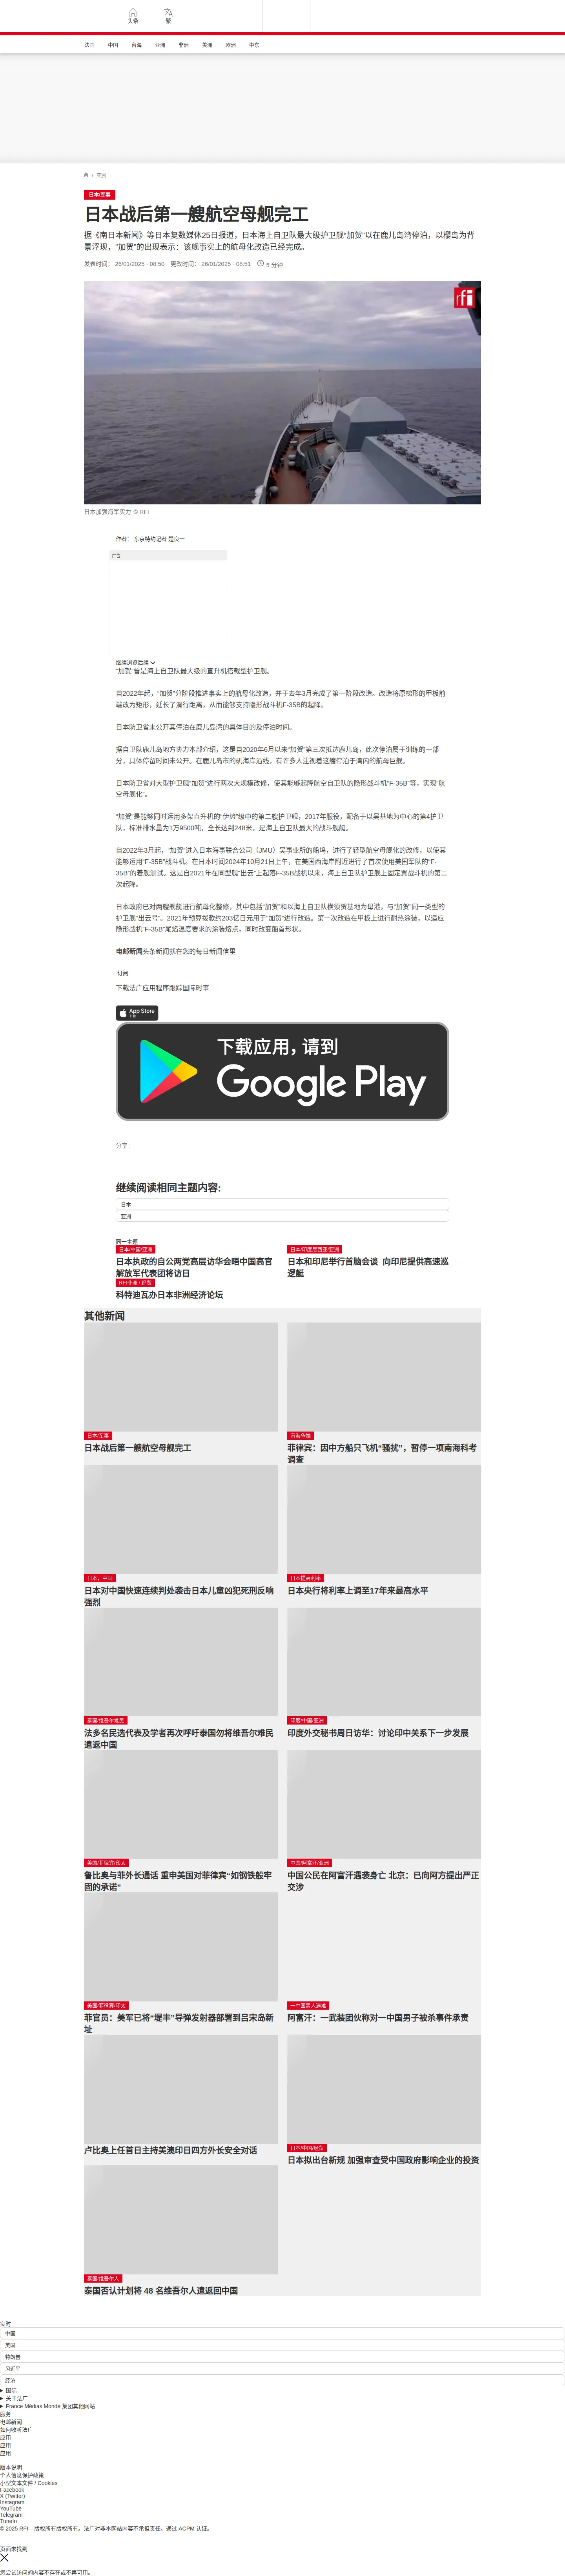 头条
繁
法国 中国 台海 亚洲 非洲 美洲 欧洲 中东
/ 亚洲
日本/军事
日本战后第一艘航空母舰完工
据《南日本新闻》等日本复数媒体25日报道，日本海上自卫队最大级护卫舰“加贺”以在鹿儿岛湾停泊，以樱岛为背
景浮现，“加贺”的出现表示：该舰事实上的航母化改造已经完成。
发表时间： 26/01/2025 - 08:50 更改时间： 26/01/2025 - 08:51 5 分钟
rfi
日本加强海军实力 © RFI
作者： 东京特约记者 楚良一
广告
继续浏览后续
“加贺”曾是海上自卫队最大级的直升机搭载型护卫舰。
自2022年起，“加贺”分阶段推进事实上的航母化改造，并于去年3月完成了第一阶段改造。改造将原梯形的甲板前
端改为矩形，延长了滑行距离，从而能够支持隐形战斗机F-35B的起降。
日本防卫省未公开其停泊在鹿儿岛湾的具体目的及停泊时间。
据自卫队鹿儿岛地方协力本部介绍，这是自2020年6月以来“加贺”第三次抵达鹿儿岛，此次停泊属于训练的一部
分，具体停留时间未公开。在鹿儿岛市的矶海岸沿线，有许多人注视着这艘停泊于湾内的航母巨舰。
日本防卫省对大型护卫舰“加贺”进行两次大规模改修，使其能够起降航空自卫队的隐形战斗机“F-35B”等，实现“航
空母舰化”。
“加贺”是能够同时运用多架直升机的“伊势”级中的第二艘护卫舰，2017年服役，配备于以吴基地为中心的第4护卫
队，标准排水量为1万9500吨，全长达到248米，是海上自卫队最大的战斗舰艇。
自2022年3月起，“加贺”进入日本海事联合公司（JMU）吴事业所的船坞，进行了轻型航空母舰化的改修，以使其
能够运用“F-35B”战斗机。在日本时间2024年10月21日上午，在美国西海岸附近进行了首次使用美国军队的“F-
35B”的着舰测试。这是自2021年在同型舰“出云”上起落F-35B战机以来，海上自卫队护卫舰上固定翼战斗机的第二
次起降。
日本政府已对两艘舰艇进行航母化整修，其中包括“加贺”和以海上自卫队横须贺基地为母港，与“加贺”同一类型的
护卫舰“出云号”。2021年预算拨款约203亿日元用于“加贺”进行改造。第一次改造在甲板上进行耐热涂装，以适应
隐形战机“F-35B”尾焰温度要求的涂装熔点，同时改变船首形状。
电邮新闻头条新闻就在您的每日新闻信里
订阅
下载法广应用程序跟踪国际时事
App Store
下载
下载应用，请到
Google Play
分享 :
继续阅读相同主题内容:
日本
亚洲
同一主题
日本/中国/亚洲
日本执政的自公两党高层访华会晤中国高官
解放军代表团将访日
日本/印度尼西亚/亚洲
日本和印尼举行首脑会谈 向印尼提供高速巡
逻艇
RFI非洲 / 经贸
科特迪瓦办日本非洲经济论坛
其他新闻
日本/军事
日本战后第一艘航空母舰完工
南海争端
菲律宾：因中方船只飞机“骚扰”，暂停一项南海科考
调查
日本，中国
日本对中国快速连续判处袭击日本儿童凶犯死刑反响
强烈
日本提高利率
日本央行将利率上调至17年来最高水平
泰国/维吾尔难民
法多名民选代表及学者再次呼吁泰国勿将维吾尔难民
遣返中国
印度/中国/亚洲
印度外交秘书周日访华：讨论印中关系下一步发展
美国/菲律宾/印太
鲁比奥与菲外长通话 重申美国对菲律宾“如钢铁般牢
固的承诺”
中国/阿富汗/亚洲
中国公民在阿富汗遇袭身亡 北京：已向阿方提出严正
交涉
美国/菲律宾/印太
菲官员：美军已将“堤丰”导弹发射器部署到吕宋岛新
址
一中国男人遇难
阿富汗：一武装团伙称对一中国男子被杀事件承责
卢比奥上任首日主持美澳印日四方外长安全对话
日本/中国/经贸
日本拟出台新规 加强审查受中国政府影响企业的投资
泰国/维吾尔人
泰国否认计划将 48 名维吾尔人遣返回中国
实时
中国
美国
特朗普
习近平
经济
国际
关于法广
France Médias Monde 集团其他网站
服务
电邮新闻
如何收听法广
应用
应用
应用
版本说明
个人信息保护政策
小型文本文件 / Cookies
Facebook
X (Twitter)
Instagram
YouTube
Telegram
TuneIn
© 2025 RFI – 版权所有版权所有。法广对非本网站内容不承担责任。通过 ACPM 认证。
页面未找到
您尝试访问的内容不存在或不再可用。